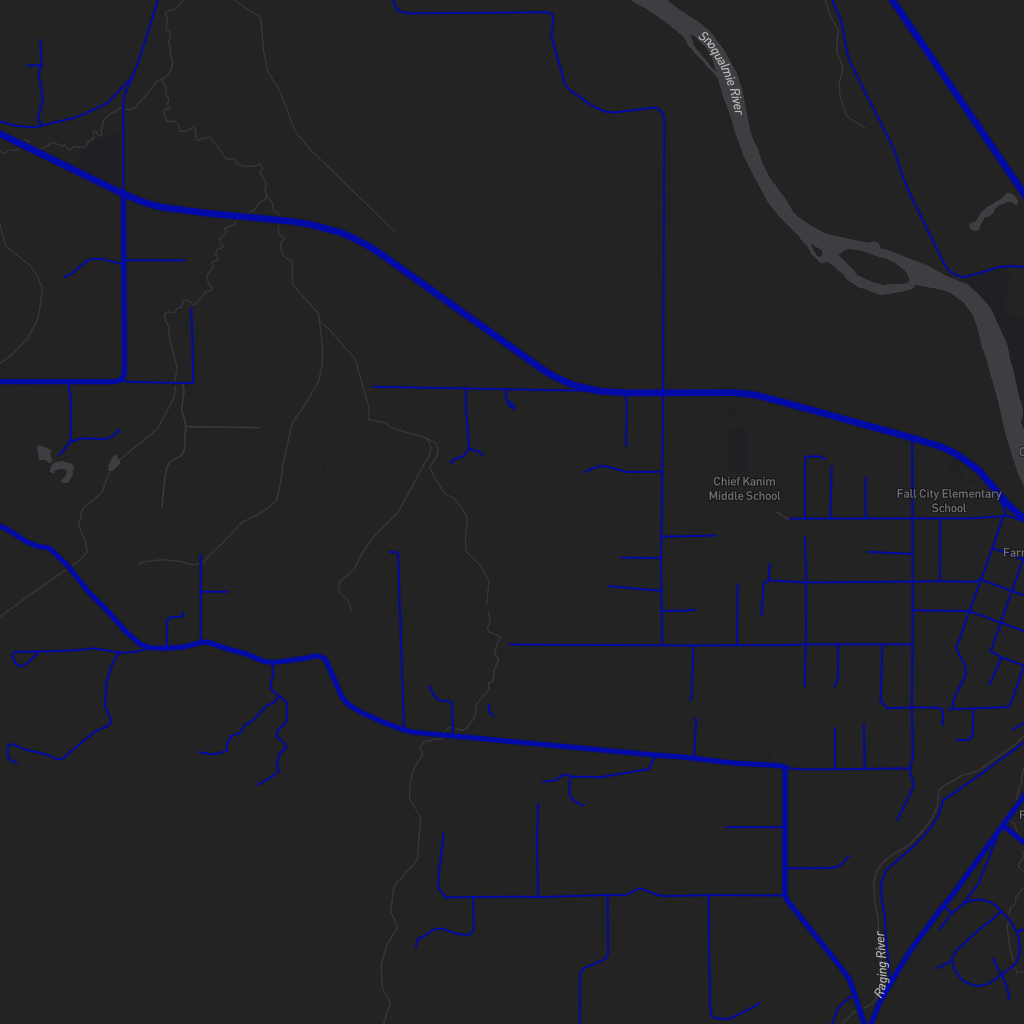 Snoqualmie River
Chief Kanim
Middle School
Fall City Elementary
School
Raging River